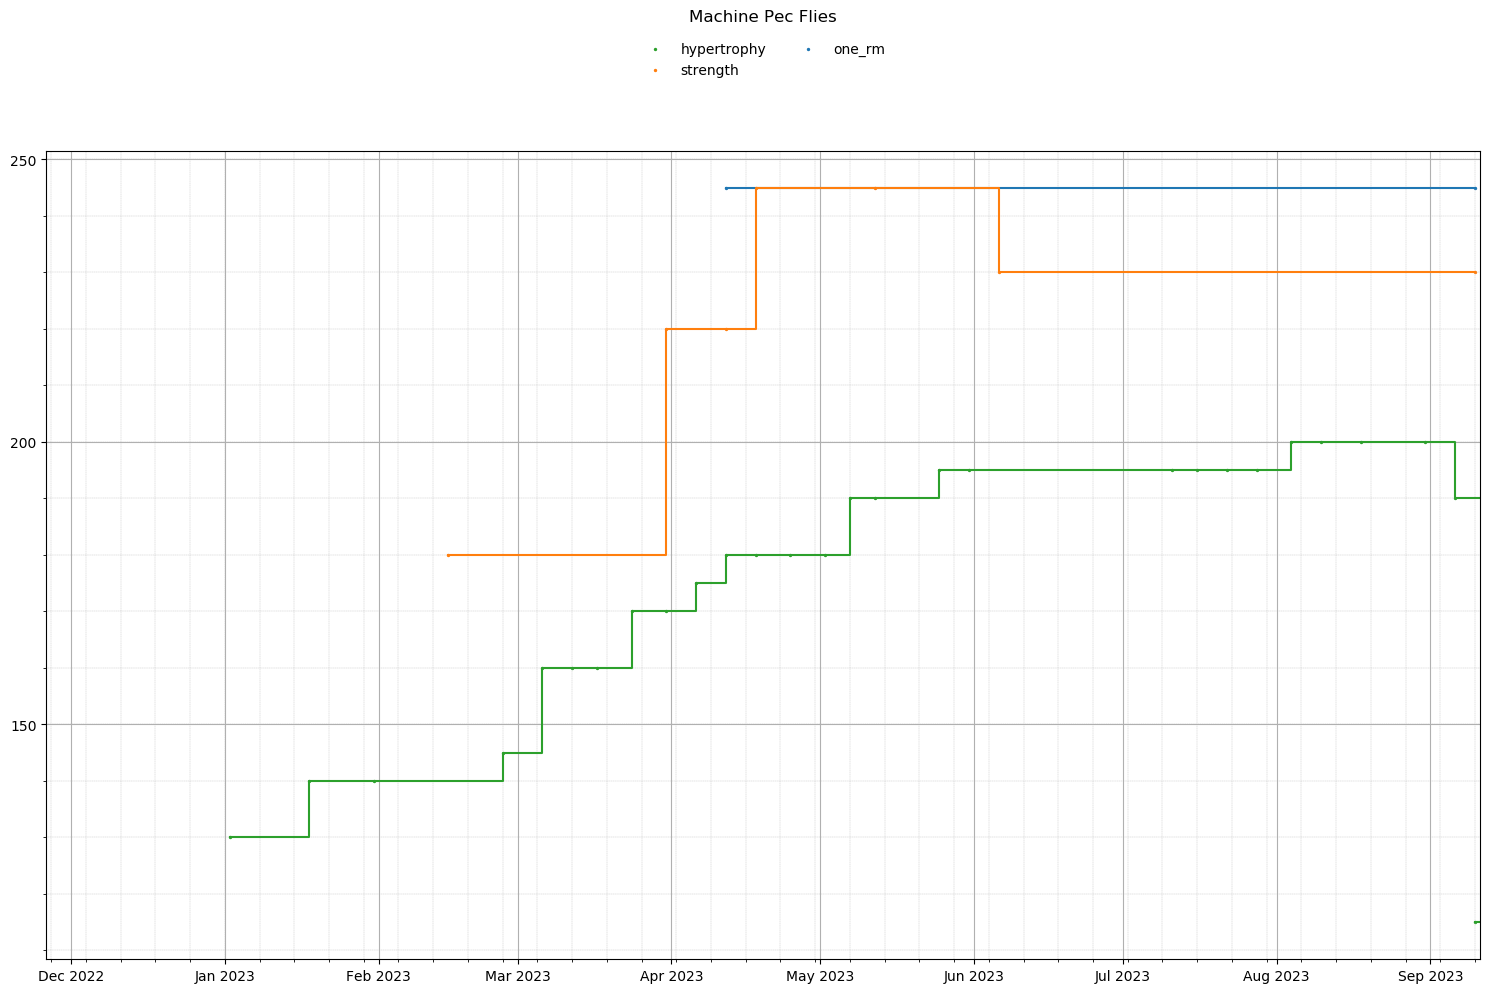 Machine Pec Flies
hypertrophy one_rm
strength
250
200
150
Dec 2022 Jan 2023 Feb 2023 Mar 2023 Apr 2023 May 2023 Jun 2023 Jul 2023 Aug 2023 Sep 2023